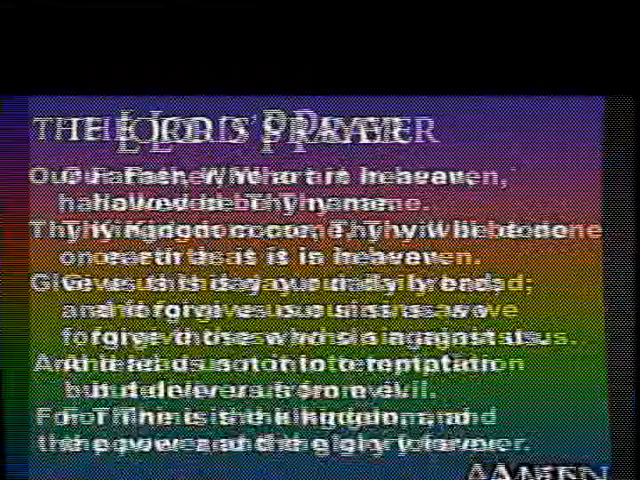 THE LORD'S PRAYER
Our Father, Who art in heaven,
hallowed be Thy name.
Thy Kingdom come, Thy will be done
on earth as it is in heaven.
Give us this day our daily bread;
and forgive us our sins as we
forgive those who sin against us.
And lead us not into temptation
but deliver us from evil.
For Thine is the kingdom, and
the power and the glory forever.
AMEN